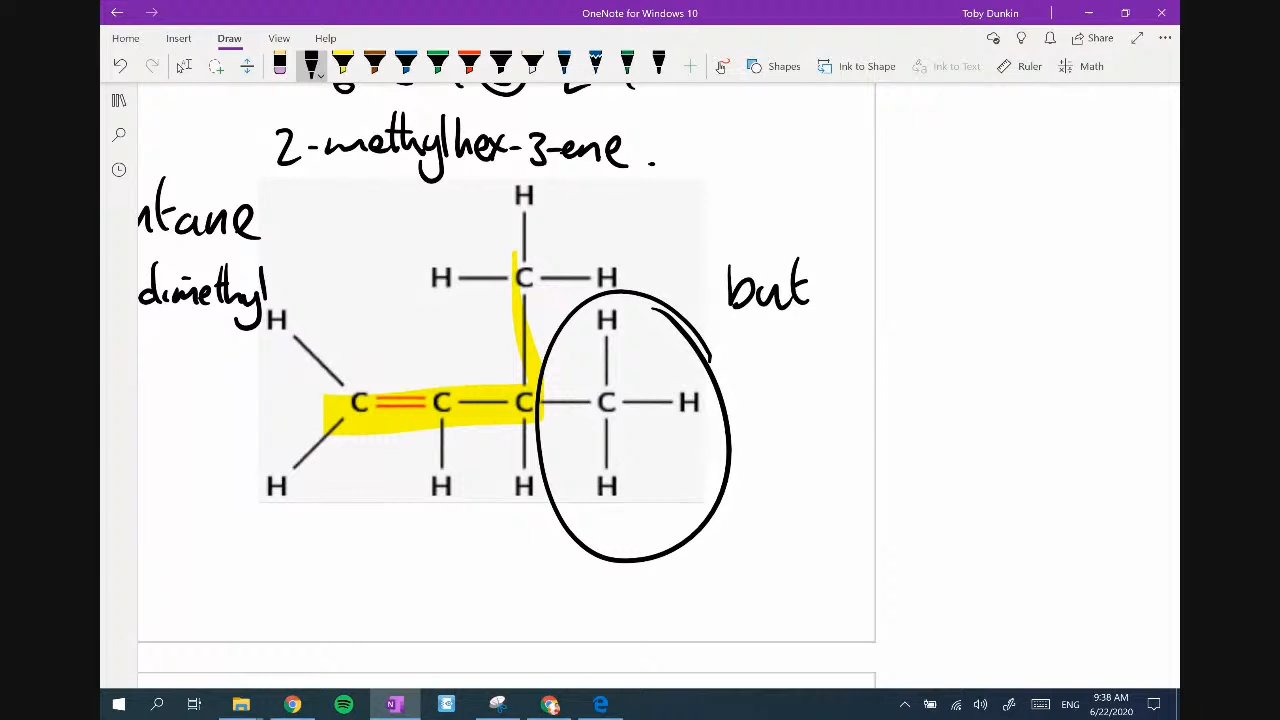 OneNote for Windows 10
Toby Dunkin
Home Insert Draw View Help
Share
Shapes Ink to Shape Ink to Text Ruler Math
2-methylhex-3-ene.
ntane
H
dimethyl
H C H
but
H H
C C C C H
H H H H
ENG
9:38 AM
6/22/2020